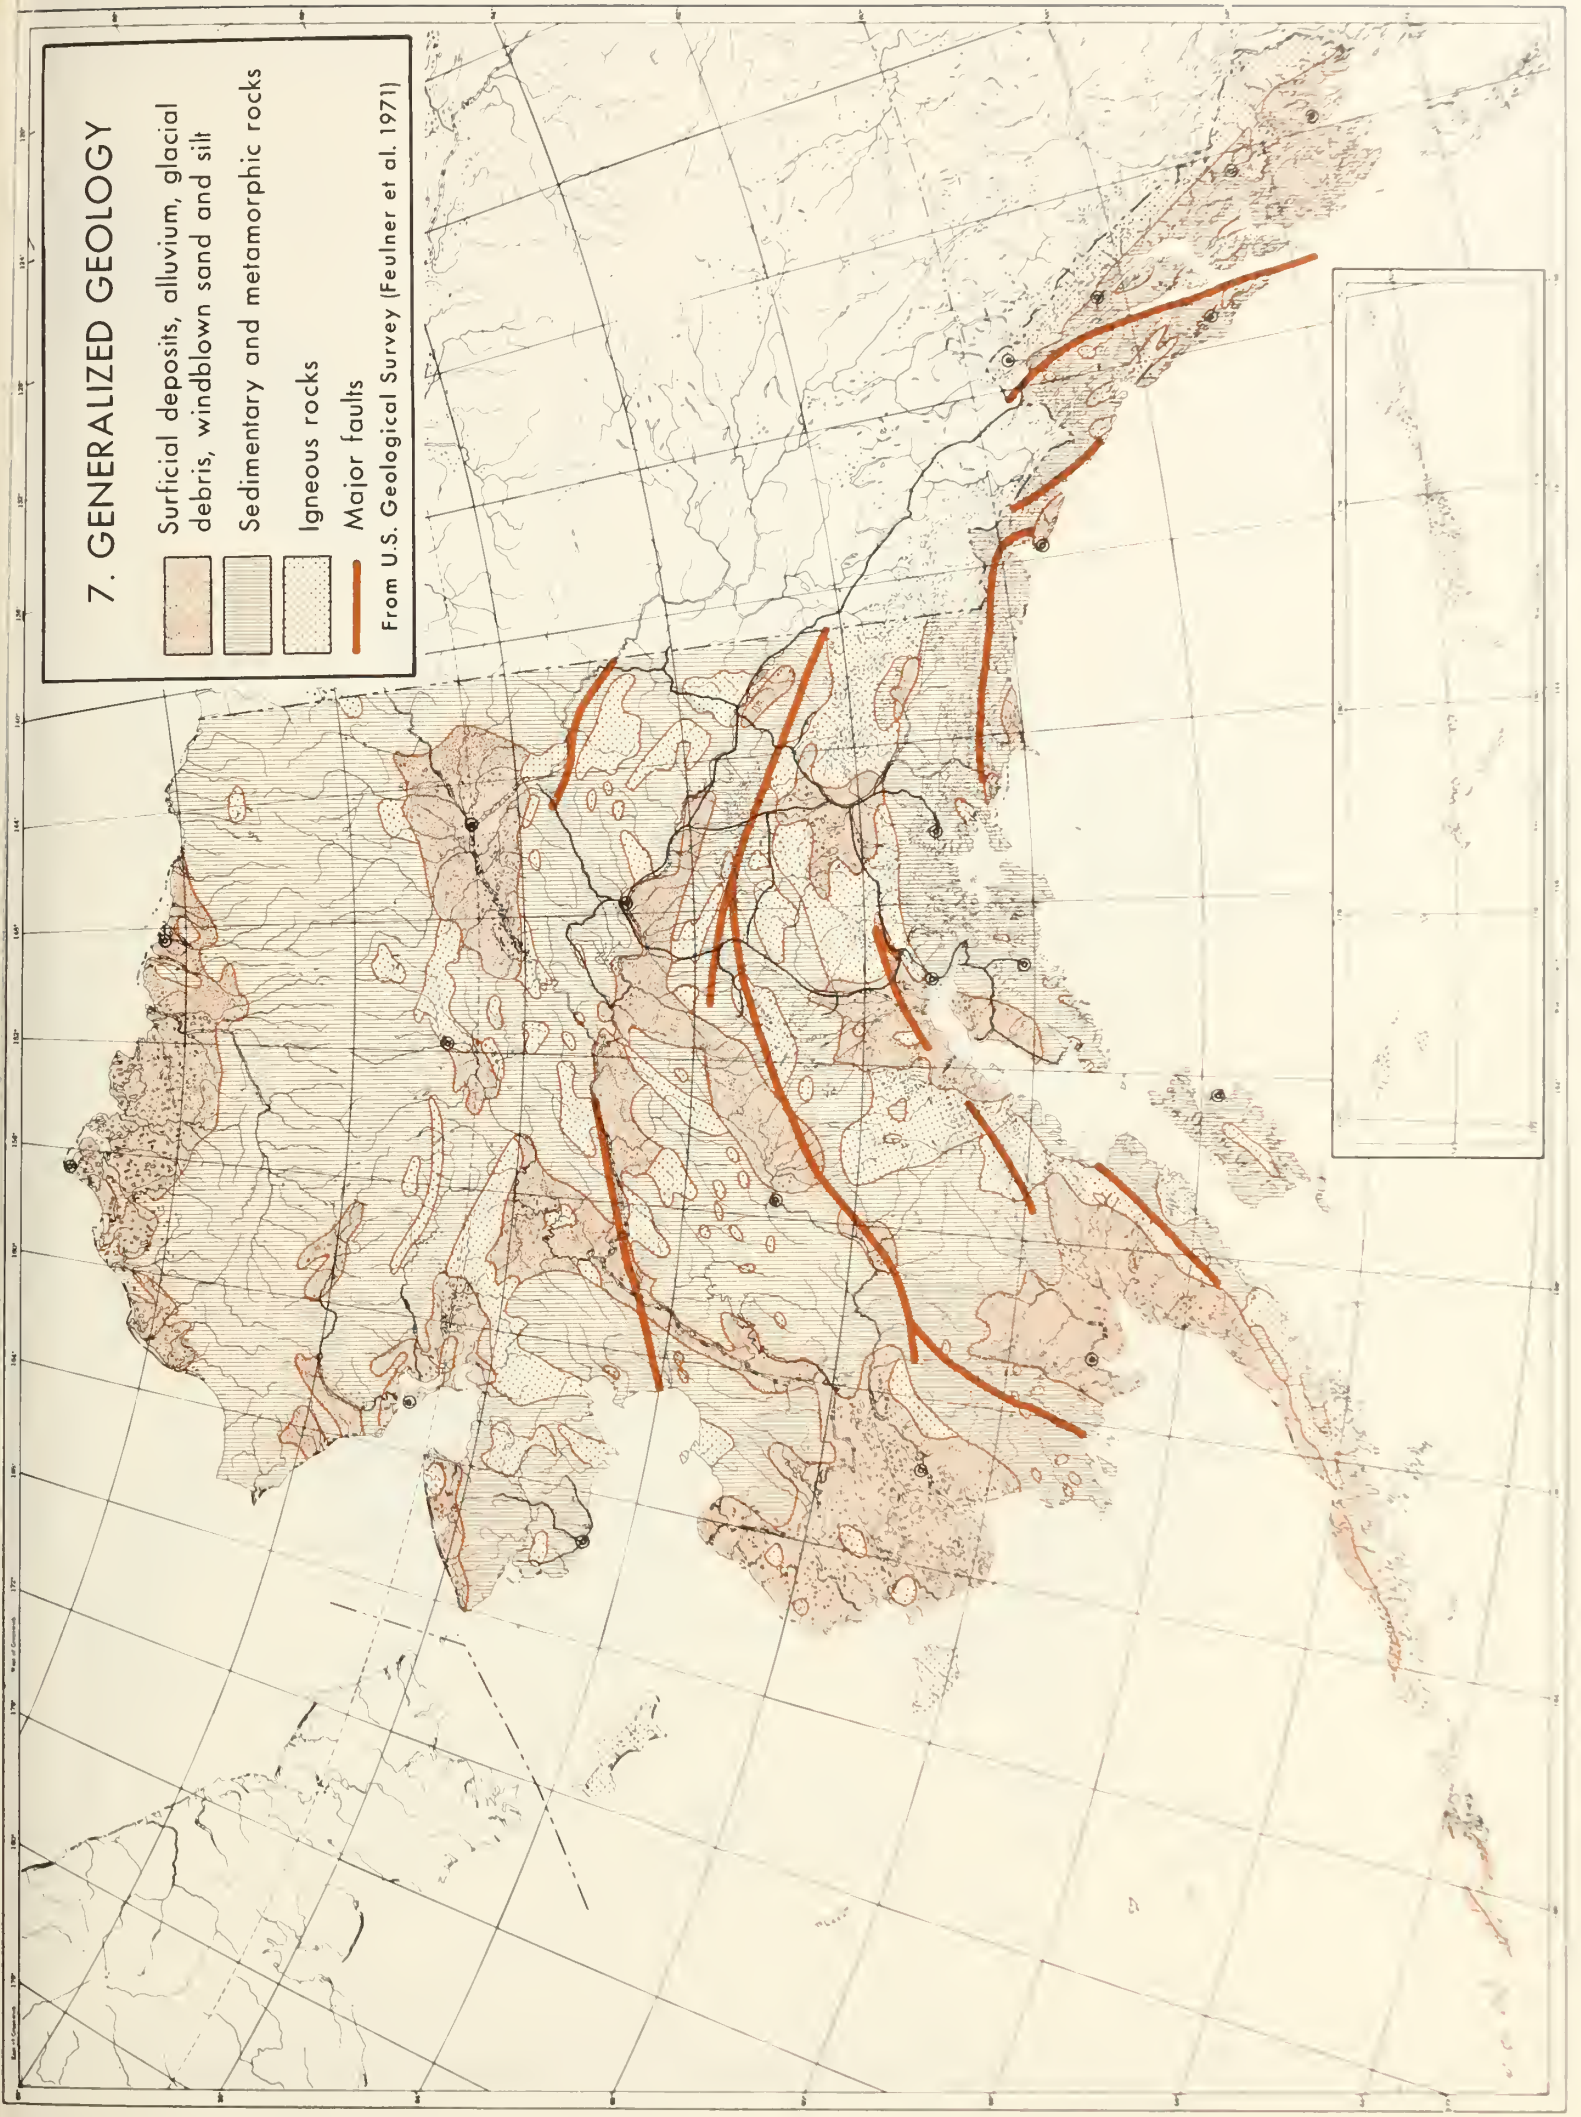 7. GENERALIZED GEOLOGY
Surficial deposits, alluvium, glacial
debris, windblown sand and silt
Sedimentary and metamorphic rocks
Igneous rocks
Major faults
From U.S. Geological Survey (Feulner et al. 1971)